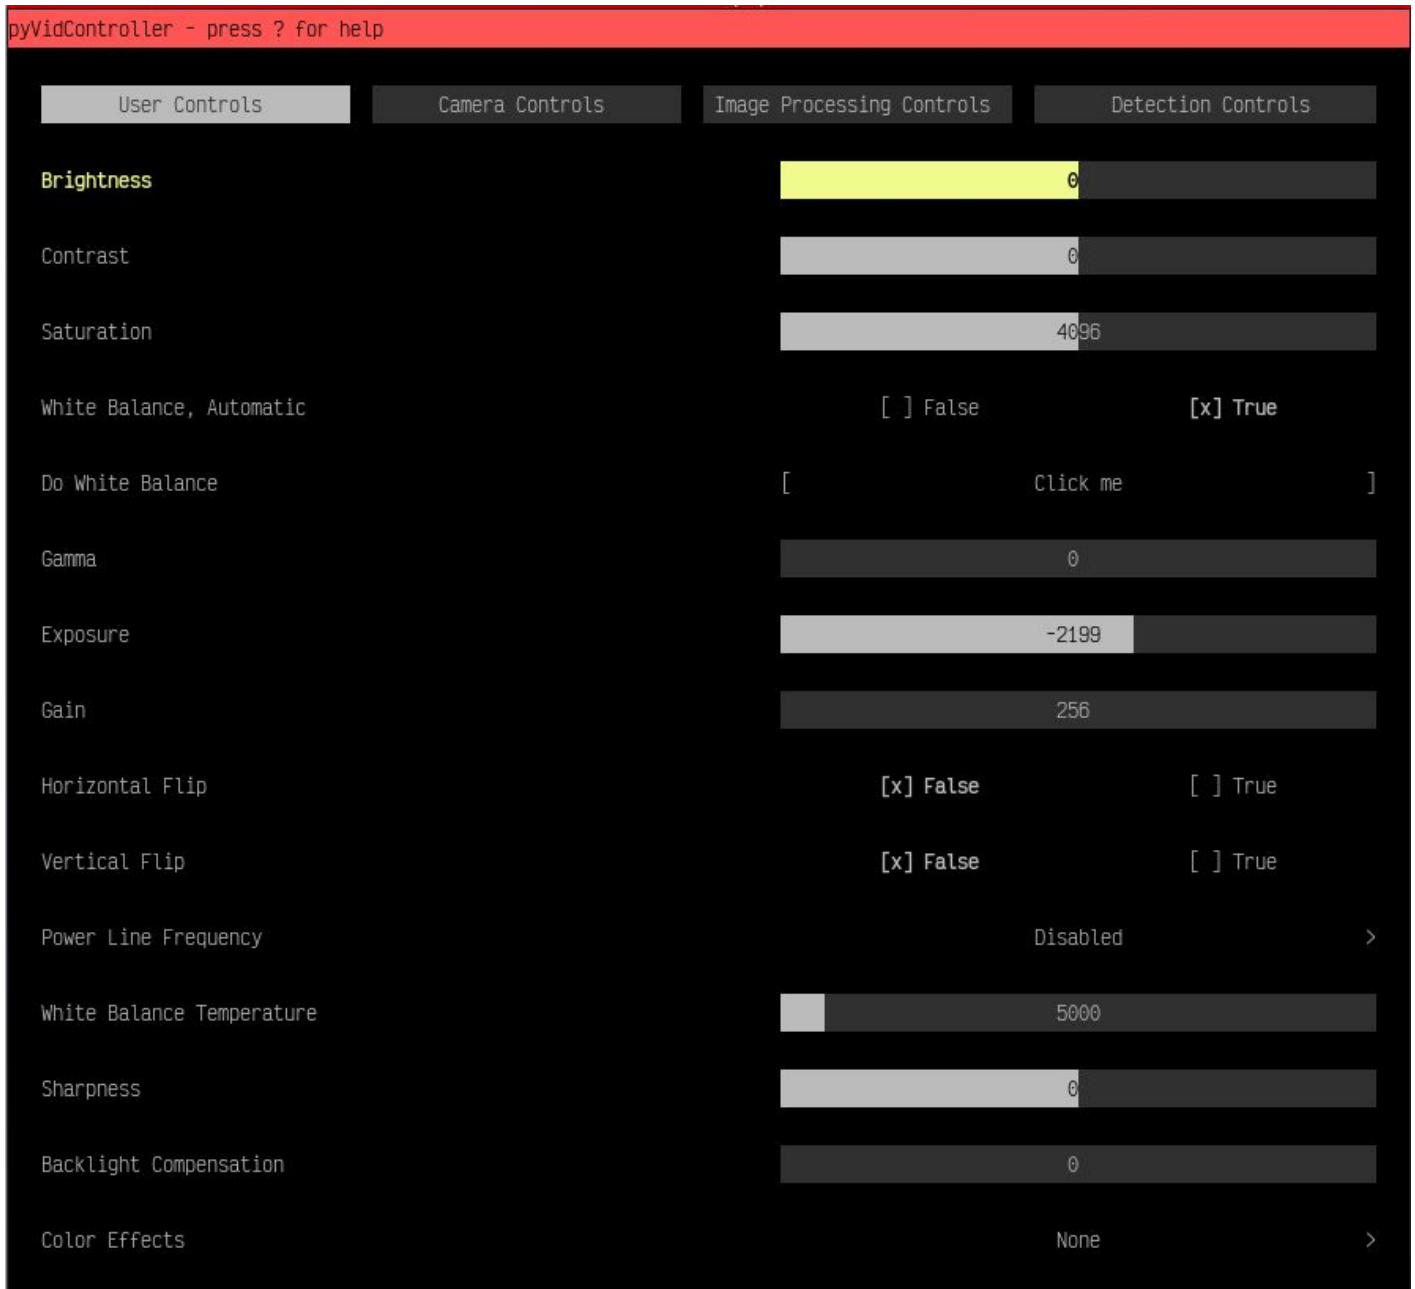 pyVidController - press ? for help
User Controls Camera Controls Image Processing Controls Detection Controls
Brightness 0
Contrast 0
Saturation 4096
White Balance, Automatic [ ] False [x] True
Do White Balance [ Click me ]
Gamma 0
Exposure -2199
Gain 256
Horizontal Flip [x] False [ ] True
Vertical Flip [x] False [ ] True
Power Line Frequency Disabled >
White Balance Temperature 5000
Sharpness 0
Backlight Compensation 0
Color Effects None >